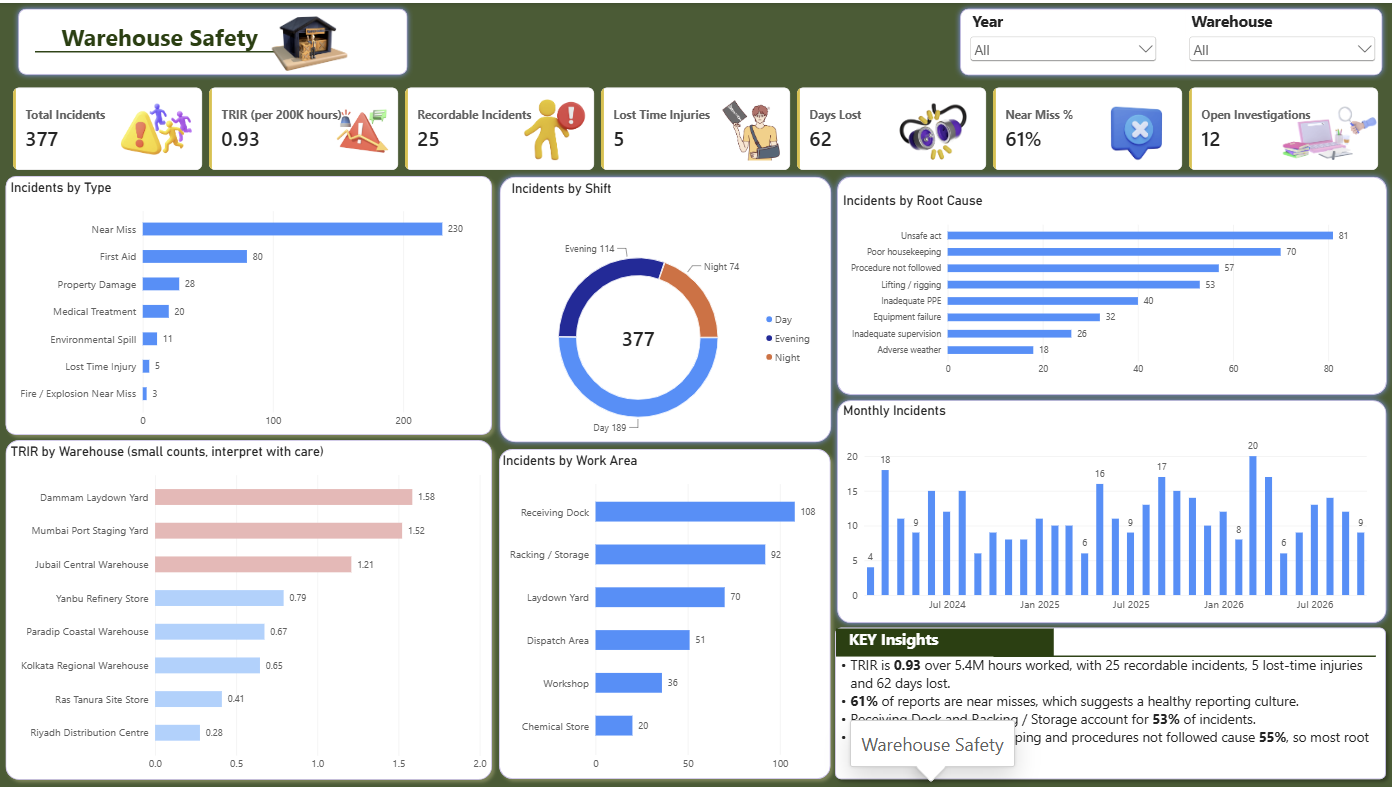 Warehouse Safety
Year
Warehouse
All
All
Total Incidents
377
TRIR (per 200K hours)
0.93
Recordable Incidents
25
Lost Time Injuries
5
Days Lost
62
Near Miss %
61%
Open Investigations
12
Incidents by Type
Near Miss 230
First Aid 80
Property Damage 28
Medical Treatment 20
Environmental Spill 11
Lost Time Injury 5
Fire / Explosion Near Miss 3
0 100 200
Incidents by Shift
Evening 114
Night 74
377
Day
Evening
Night
Day 189
Incidents by Root Cause
Unsafe act 81
Poor housekeeping 70
Procedure not followed 57
Lifting / rigging 53
Inadequate PPE 40
Equipment failure 32
Inadequate supervision 26
Adverse weather 18
0 20 40 60 80
TRIR by Warehouse (small counts, interpret with care)
Dammam Laydown Yard 1.58
Mumbai Port Staging Yard 1.52
Jubail Central Warehouse 1.21
Yanbu Refinery Store 0.79
Paradip Coastal Warehouse 0.67
Kolkata Regional Warehouse 0.65
Ras Tanura Site Store 0.41
Riyadh Distribution Centre 0.28
0.0 0.5 1.0 1.5 2.0
Incidents by Work Area
Receiving Dock 108
Racking / Storage 92
Laydown Yard 70
Dispatch Area 51
Workshop 36
Chemical Store 20
0 50 100
Monthly Incidents
20
15
10
5
0
4 18 9 6 16 9 17 8 20 6 9
Jul 2024 Jan 2025 Jul 2025 Jan 2026 Jul 2026
KEY Insights
• TRIR is 0.93 over 5.4M hours worked, with 25 recordable incidents, 5 lost-time injuries
and 62 days lost.
• 61% of reports are near misses, which suggests a healthy reporting culture.
• Receiving Dock and Racking / Storage account for 53% of incidents.
• and procedures not followed cause 55%, so most root
Warehouse Safety